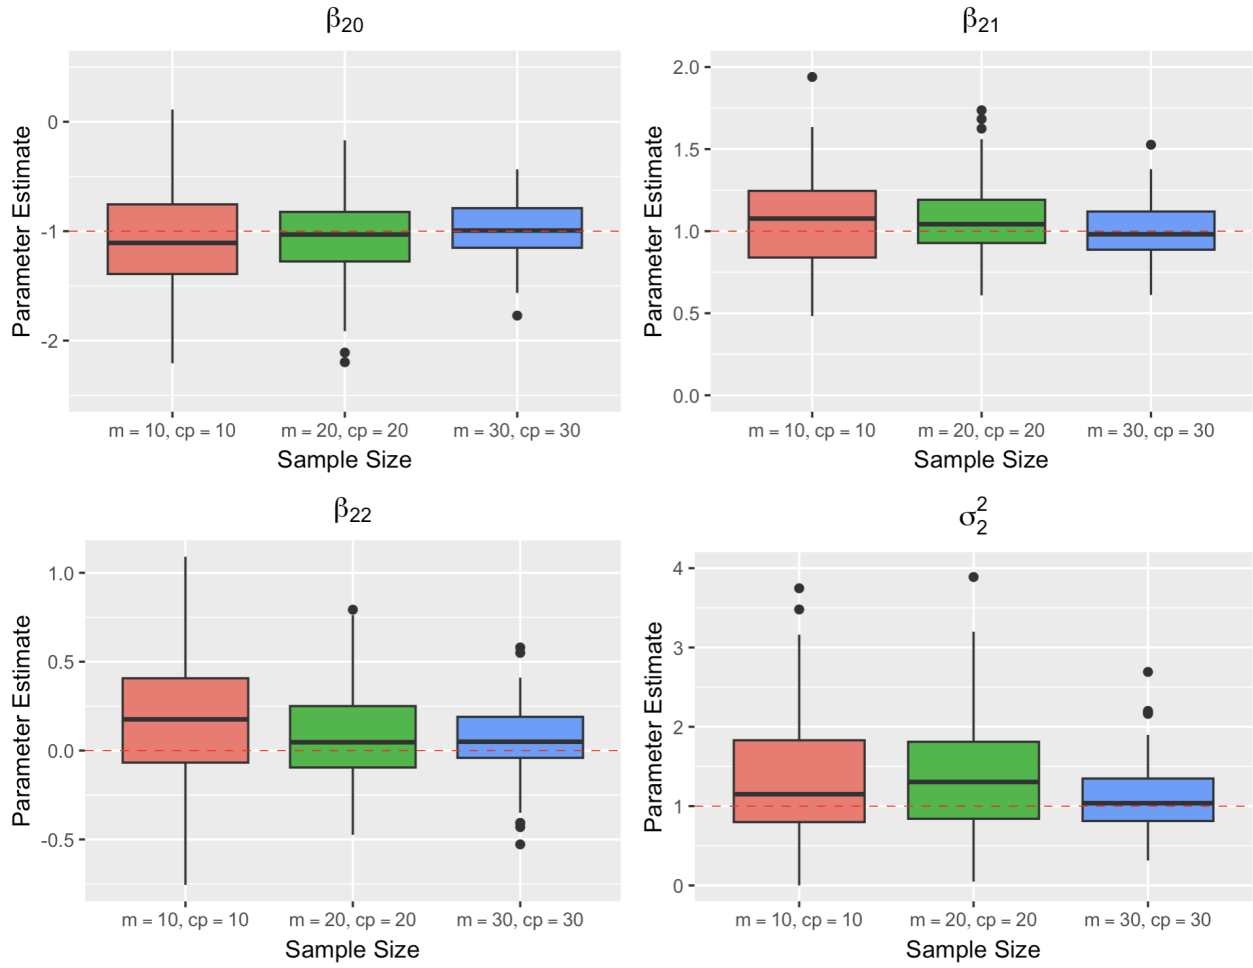 β20
Parameter Estimate
0
-1
-2
m = 10, cp = 10
m = 20, cp = 20
m = 30, cp = 30
Sample Size
β21
Parameter Estimate
2.0
1.5
1.0
0.5
0.0
m = 10, cp = 10
m = 20, cp = 20
m = 30, cp = 30
Sample Size
β22
Parameter Estimate
1.0
0.5
0.0
-0.5
m = 10, cp = 10
m = 20, cp = 20
m = 30, cp = 30
Sample Size
σ₂²
Parameter Estimate
4
3
2
1
0
m = 10, cp = 10
m = 20, cp = 20
m = 30, cp = 30
Sample Size